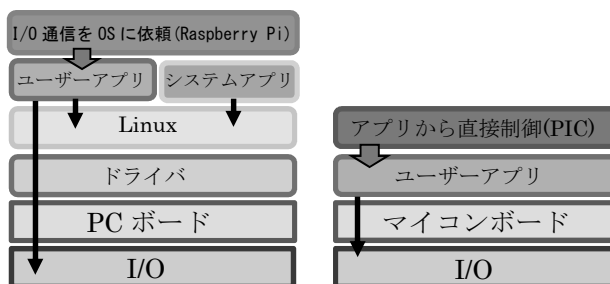 I/O 通信を OS に依頼(Raspberry Pi)
ユーザーアプリ
システムアプリ
Linux
ドライバ
PC ボード
I/O
アプリから直接制御(PIC)
ユーザーアプリ
マイコンボード
I/O